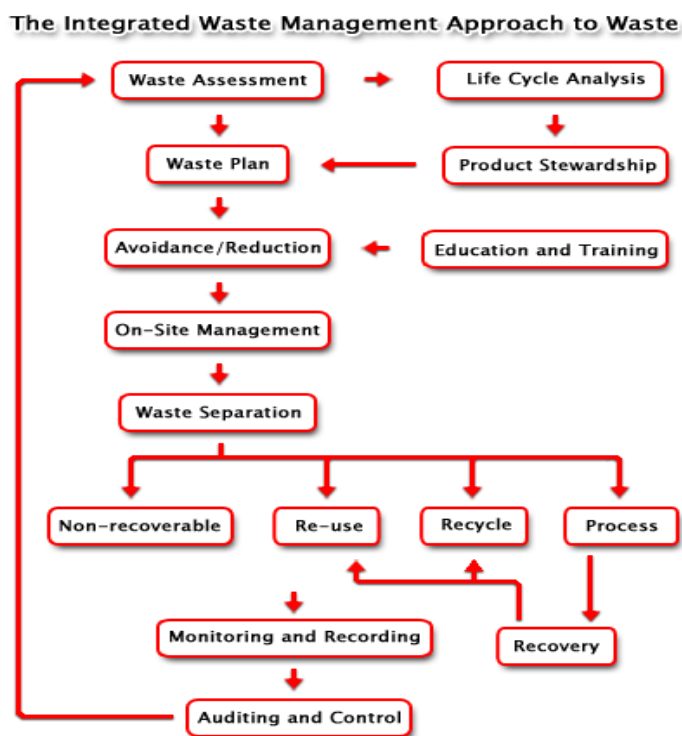 The Integrated Waste Management Approach to Waste
Waste Assessment
Life Cycle Analysis
Waste Plan
Product Stewardship
Avoidance/Reduction
Education and Training
On-Site Management
Waste Separation
Non-recoverable
Re-use
Recycle
Process
Monitoring and Recording
Recovery
Auditing and Control